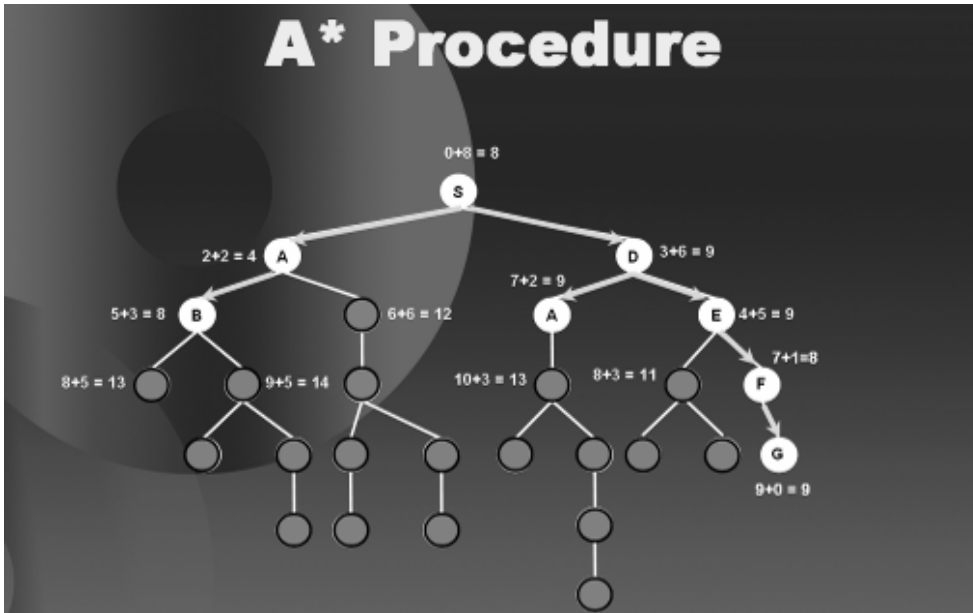 A* Procedure
0+8 = 8
S
2+2 = 4
A
D
3+6 = 9
7+2 = 9
5+3 = 8
B
6+6 = 12
A
E
4+5 = 9
7+1=8
8+5 = 13
9+5 = 14
10+3 = 13
8+3 = 11
F
G
9+0 = 9